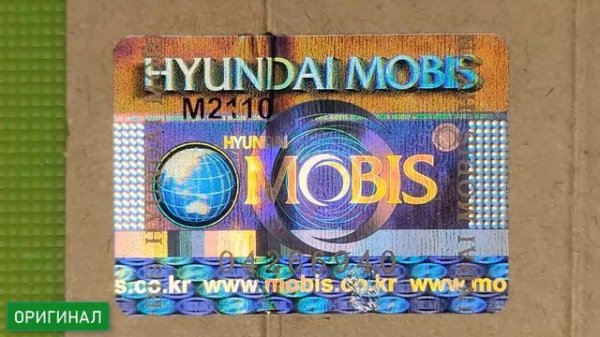 HYUNDAI MOBIS
M2110
HYUNDAI
MOBIS
s.co.kr www.mobis.co.kr www.mo
ОРИГИНАЛ